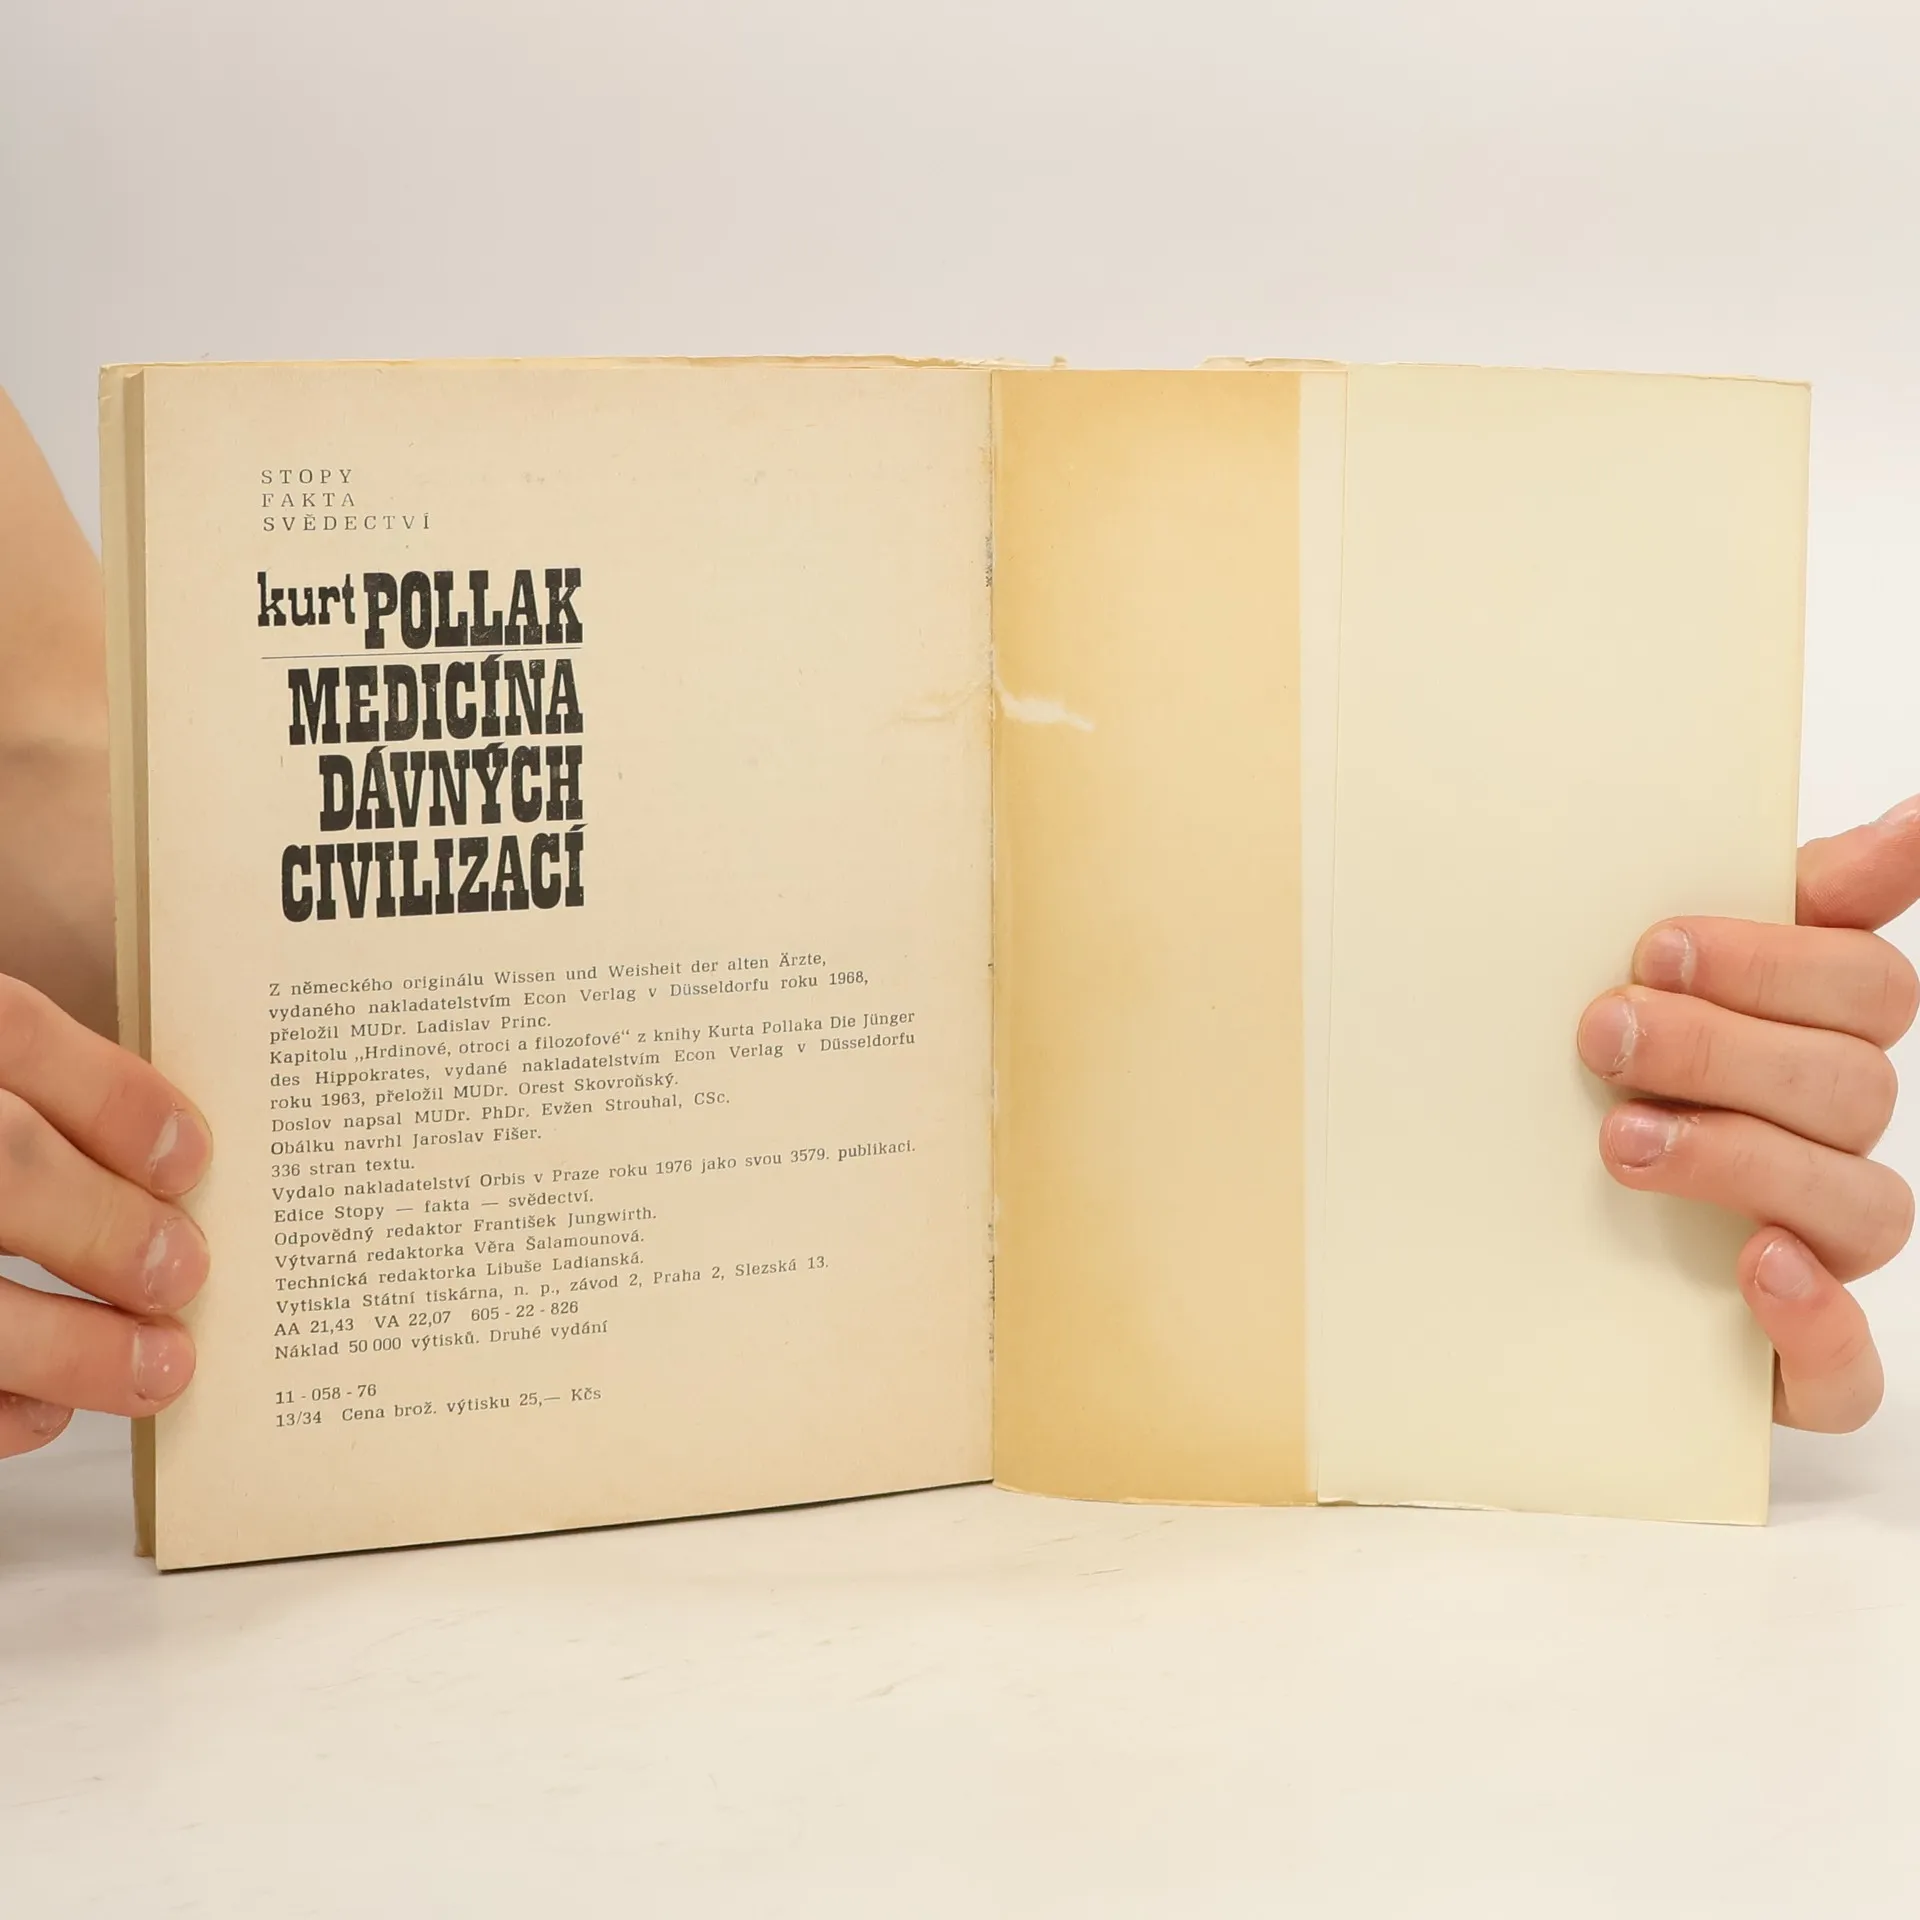 STOPY
FAKTA
SVĚDECTVÍ
kurt POLLAK
MEDICÍNA
DÁVNÝCH
CIVILIZACÍ
Z německého originálu Wissen und Weisheit der alten Ärzte,
vydaného nakladatelstvím Econ Verlag v Düsseldorfu roku 1968,
přeložil MUDr. Ladislav Princ.
Kapitolu „Hrdinové, otroci a filozofové“ z knihy Kurta Pollaka Die Jünger
des Hippokrates, vydané nakladatelstvím Econ Verlag v Düsseldorfu
roku 1963, přeložil MUDr. Orest Skovroňský.
Doslov napsal MUDr. PhDr. Evžen Strouhal, CSc.
Obálku navrhl Jaroslav Fišer.
336 stran textu.
Vydalo nakladatelství Orbis v Praze roku 1976 jako svou 3579. publikaci.
Edice Stopy — fakta — svědectví.
Odpovědný redaktor František Jungwirth.
Výtvarná redaktorka Věra Šalamounová.
Technická redaktorka Libuše Ladianská.
Vytiskla Státní tiskárna, n. p., závod 2, Praha 2, Slezská 13.
AA 21,43 VA 22,07 605 - 22 - 826
Náklad 50 000 výtisků. Druhé vydání
11 - 058 - 76
13/34 Cena brož. výtisku 25,— Kčs